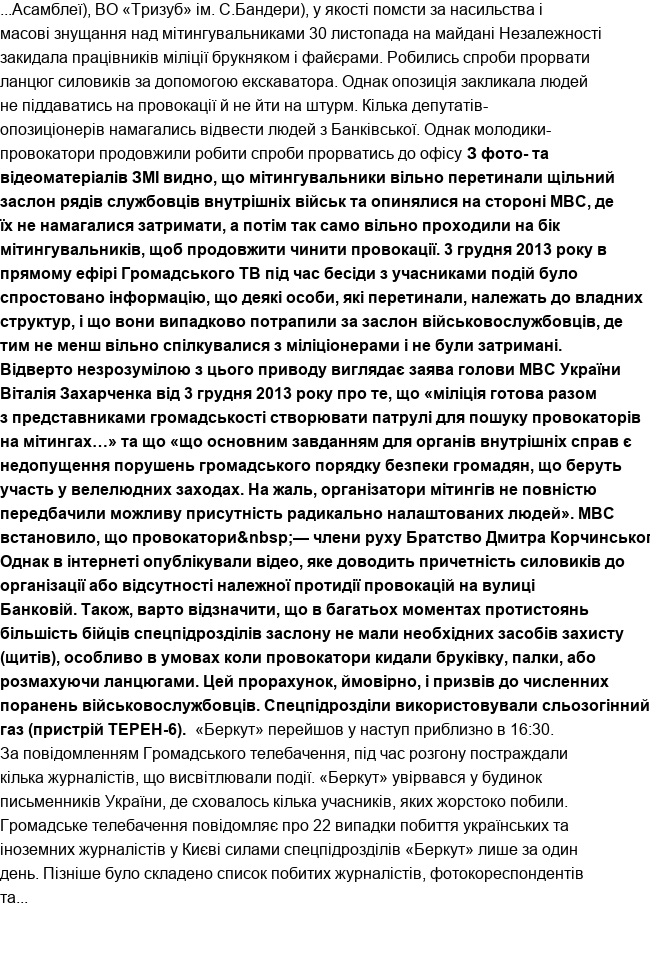 ...Асамблеї), ВО «Тризуб» ім. С.Бандери), у якості помсти за насильства і
масові знущання над мітингувальниками 30 листопада на майдані Незалежності
закидала працівників міліції брукняком і файєрами. Робились спроби прорвати
ланцюг силовиків за допомогою екскаватора. Однак опозиція закликала людей
не піддаватись на провокації й не йти на штурм. Кілька депутатів-
опозиціонерів намагались відвести людей з Банківської. Однак молодики-
провокатори продовжили робити спроби прорватись до офісу З фото- та
відеоматеріалів ЗМІ видно, що мітингувальники вільно перетинали щільний
заслон рядів службовців внутрішніх військ та опинялися на стороні МВС, де
їх не намагалися затримати, а потім так само вільно проходили на бік
мітингувальників, щоб продовжити чинити провокації. 3 грудня 2013 року в
прямому ефірі Громадського ТВ під час бесіди з учасниками подій було
спростовано інформацію, що деякі особи, які перетинали, належать до владних
структур, і що вони випадково потрапили за заслон військовослужбовців, де
тим не менш вільно спілкувалися з міліціонерами і не були затримані.
Відверто незрозумілою з цього приводу виглядає заява голови МВС України
Віталія Захарченка від 3 грудня 2013 року про те, що «міліція готова разом
з представниками громадськості створювати патрулі для пошуку провокаторів
на мітингах…» та що «що основним завданням для органів внутрішніх справ є
недопущення порушень громадського порядку безпеки громадян, що беруть
участь у велелюдних заходах. На жаль, організатори мітингів не повністю
передбачили можливу присутність радикально налаштованих людей». МВС
встановило, що провокатори&nbsp;— члени руху Братство Дмитра
Однак в інтернеті опублікували відео, яке доводить причетність силовиків до
організації або відсутності належної протидії провокацій на вулиці
Банковій. Також, варто відзначити, що в багатьох моментах протистоянь
більшість бійців спецпідрозділів заслону не мали необхідних засобів захисту
(щитів), особливо в умовах коли провокатори кидали бруківку, палки, або
розмахуючи ланцюгами. Цей прорахунок, ймовірно, і призвів до численних
поранень військовослужбовців. Спецпідрозділи використовували сльозогінний
газ (пристрій ТЕРЕН-6).  «Беркут» перейшов у наступ приблизно в 16:30.
За повідомленням Громадського телебачення, під час розгону постраждали
кілька журналістів, що висвітлювали події. «Беркут» увірвався у будинок
письменників України, де сховалось кілька учасників, яких жорстоко побили.
Громадське телебачення повідомляє про 22 випадки побиття українських та
іноземних журналістів у Києві силами спецпідрозділів «Беркут» лише за один
день. Пізніше було складено список побитих журналістів, фотокореспондентів
та...